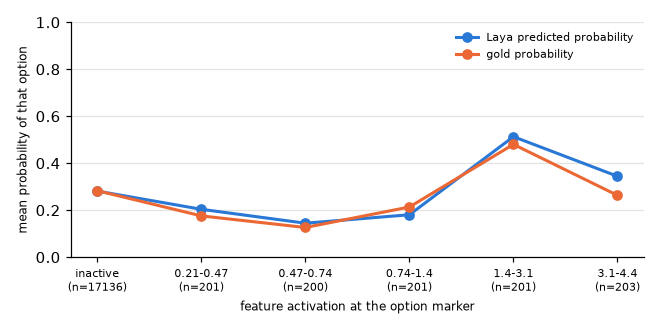 1.0
0.8
0.6
0.4
0.2
0.0
mean probability of that option
Laya predicted probability
gold probability
inactive
(n=17136)
0.21-0.47
(n=201)
0.47-0.74
(n=200)
0.74-1.4
(n=201)
1.4-3.1
(n=201)
3.1-4.4
(n=203)
feature activation at the option marker